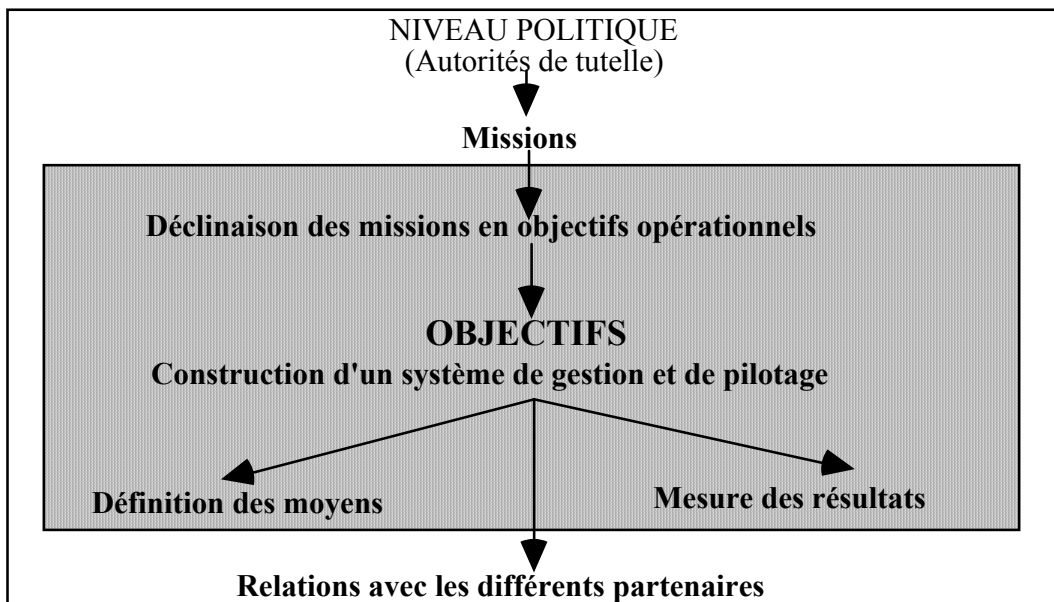 NIVEAU POLITIQUE
(Autorités de tutelle)
Missions
Déclinaison des missions en objectifs opérationnels
OBJECTIFS
Construction d'un système de gestion et de pilotage
Définition des moyens
Mesure des résultats
Relations avec les différents partenaires